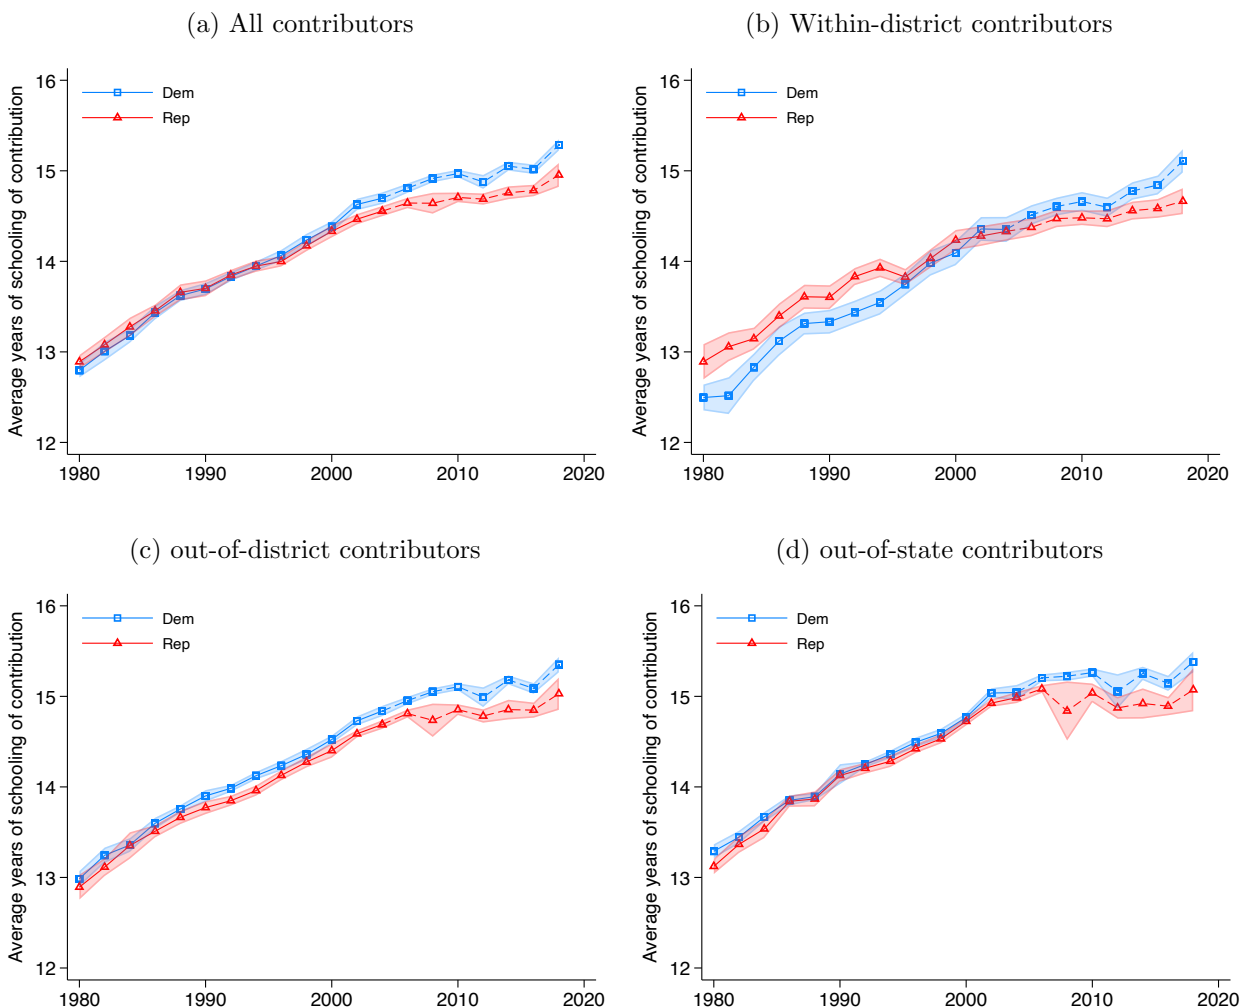 (a) All contributors
Average years of schooling of contribution
16
15
14
13
12
Dem
Rep
1980
1990
2000
2010
2020
(b) Within-district contributors
Average years of schooling of contribution
16
15
14
13
12
Dem
Rep
1980
1990
2000
2010
2020
(c) out-of-district contributors
Average years of schooling of contribution
16
15
14
13
12
Dem
Rep
1980
1990
2000
2010
2020
(d) out-of-state contributors
Average years of schooling of contribution
16
15
14
13
12
Dem
Rep
1980
1990
2000
2010
2020